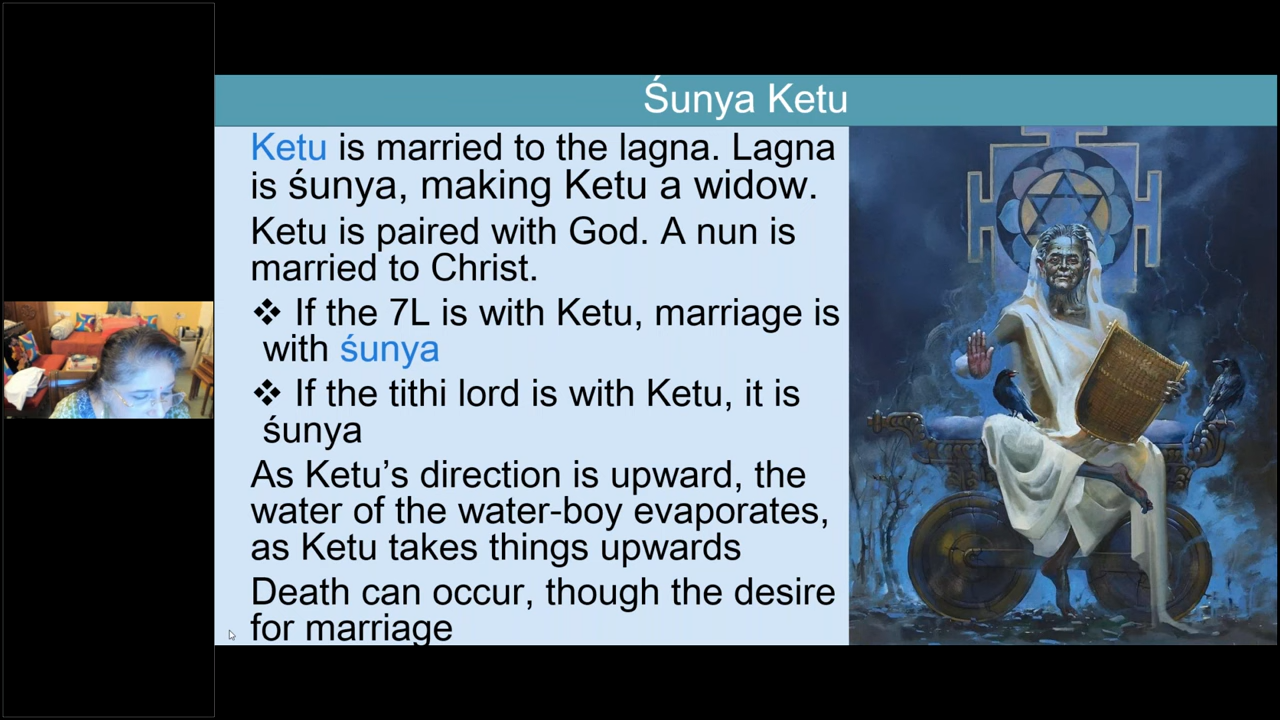 Śunya Ketu
Ketu is married to the lagna. Lagna
is śunya, making Ketu a widow.
Ketu is paired with God. A nun is
married to Christ.
❖ If the 7L is with Ketu, marriage is
with śunya
❖ If the tithi lord is with Ketu, it is
śunya
As Ketu’s direction is upward, the
water of the water-boy evaporates,
as Ketu takes things upwards
Death can occur, though the desire
for marriage